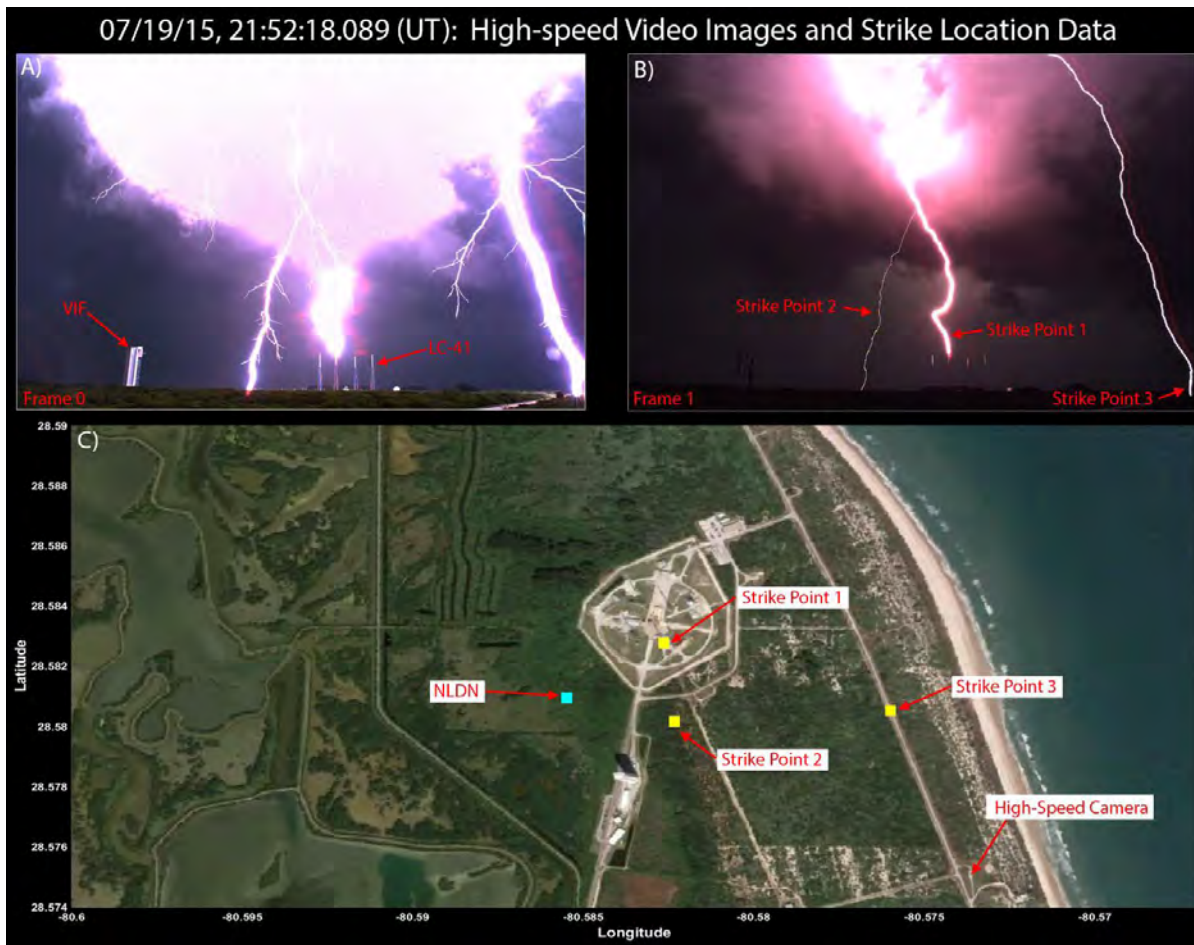 07/19/15, 21:52:18.089 (UT): High-speed Video Images and Strike Location Data
A)
VIF
LC-41
Frame 0
B)
Strike Point 2
Strike Point 1
Strike Point 3
Frame 1
C)
28.59
28.588
28.586
28.584
28.582
28.58
28.578
28.576
28.574
Latitude
Strike Point 1
NLDN
Strike Point 3
Strike Point 2
High-Speed Camera
-80.6
-80.595
-80.59
-80.585
-80.58
-80.575
-80.57
Longitude